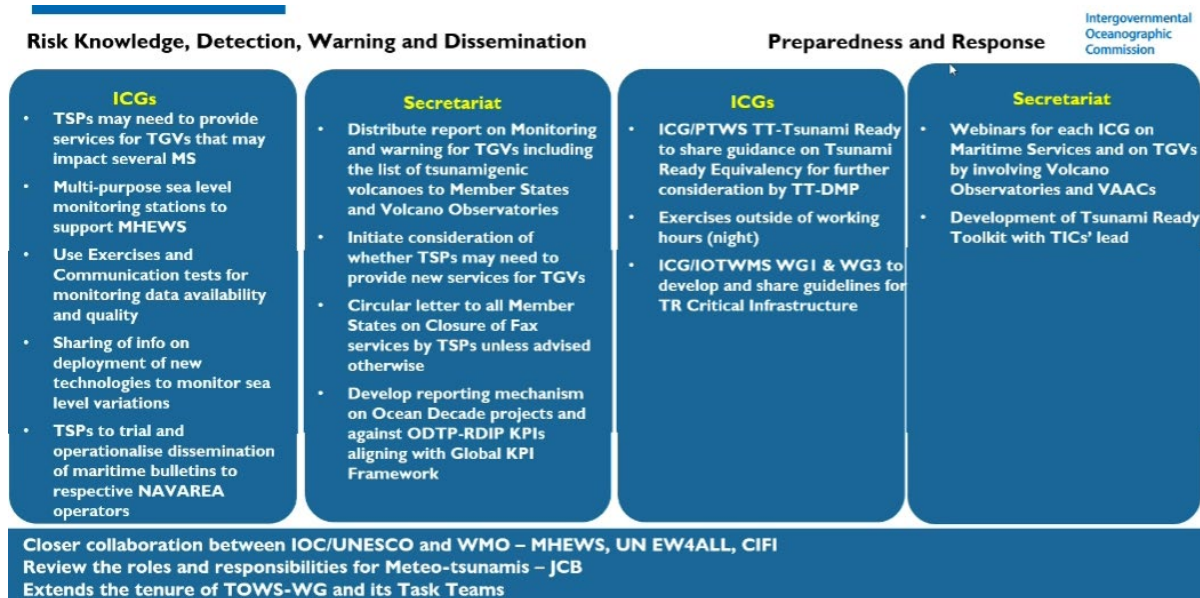 Intergovernmental
Oceanographic
Commission
Risk Knowledge, Detection, Warning and Dissemination
Preparedness and Response
ICGs
• TSPs may need to provide
services for TGVs that may
impact several MS
• Multi-purpose sea level
monitoring stations to
support MHEWS
• Use Exercises and
Communication tests for
monitoring data availability
and quality
• Sharing of info on
deployment of new
technologies to monitor sea
level variations
• TSPs to trial and
operationalise dissemination
of maritime bulletins to
respective NAVAREA
operators
Secretariat
• Distribute report on Monitoring
and warning for TGVs including
the list of tsunamigenic
volcanoes to Member States
and Volcano Observatories
• Initiate consideration of
whether TSPs may need to
provide new services for TGVs
• Circular letter to all Member
States on Closure of Fax
services by TSPs unless advised
otherwise
• Develop reporting mechanism
on Ocean Decade projects and
against ODTP-RDIP KPIs
aligning with Global KPI
Framework
ICGs
• ICG/PTWS TT-Tsunami Ready
to share guidance on Tsunami
Ready Equivalency for further
consideration by TT-DMP
• Exercises outside of working
hours (night)
• ICG/IOTWMS WG1 & WG3 to
develop and share guidelines for
TR Critical Infrastructure
Secretariat
• Webinars for each ICG on
Maritime Services and on TGVs
by involving Volcano
Observatories and VAACs
• Development of Tsunami Ready
Toolkit with TICs' lead
Closer collaboration between IOC/UNESCO and WMO – MHEWS, UN EW4ALL, CIFI
Review the roles and responsibilities for Meteo-tsunamis – JCB
Extends the tenure of TOWS-WG and its Task Teams